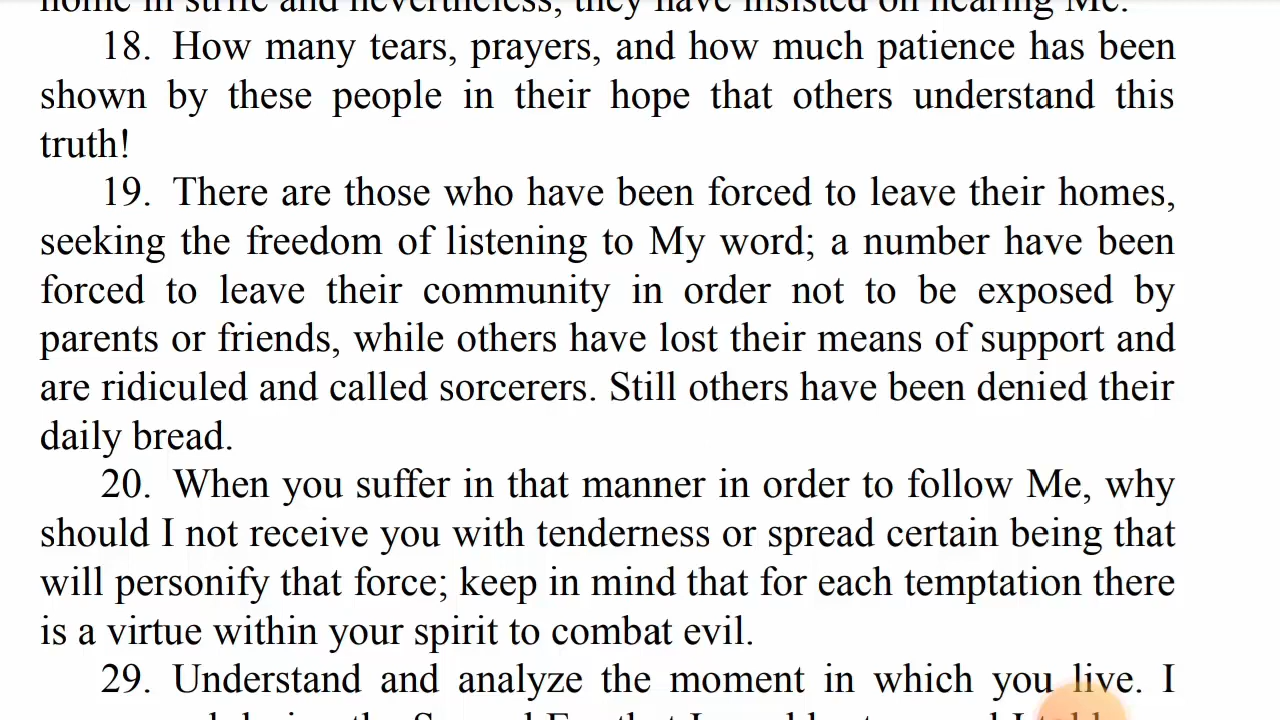 home in strife and nevertheless, they have insisted on hearing Me.
18. How many tears, prayers, and how much patience has been
shown by these people in their hope that others understand this
truth!
19. There are those who have been forced to leave their homes,
seeking the freedom of listening to My word; a number have been
forced to leave their community in order not to be exposed by
parents or friends, while others have lost their means of support and
are ridiculed and called sorcerers. Still others have been denied their
daily bread.
20. When you suffer in that manner in order to follow Me, why
should I not receive you with tenderness or spread certain being that
will personify that force; keep in mind that for each temptation there
is a virtue within your spirit to combat evil.
29. Understand and analyze the moment in which you live. I